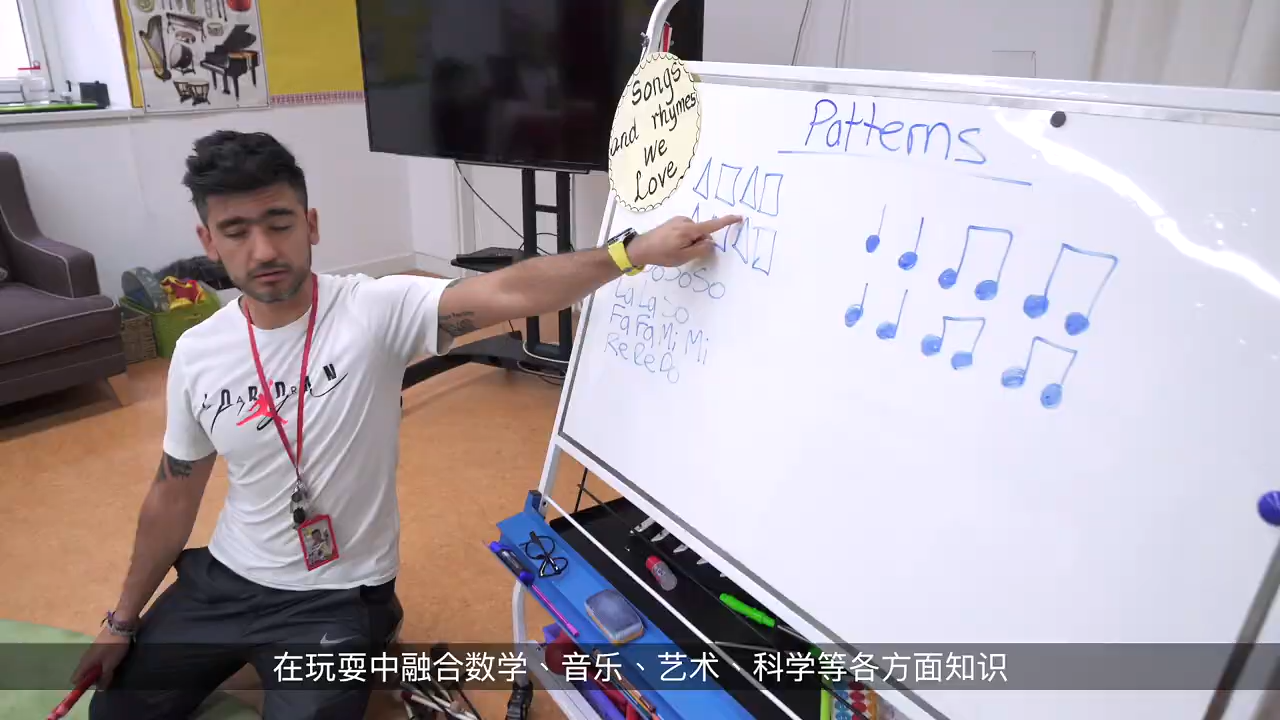 Songs
and rhymes
we
Love
Patterns
So So
La La So
Fa Fa Mi Mi
Re Re Do
JORDAN
在玩耍中融合数学、音乐、艺术、科学等各方面知识